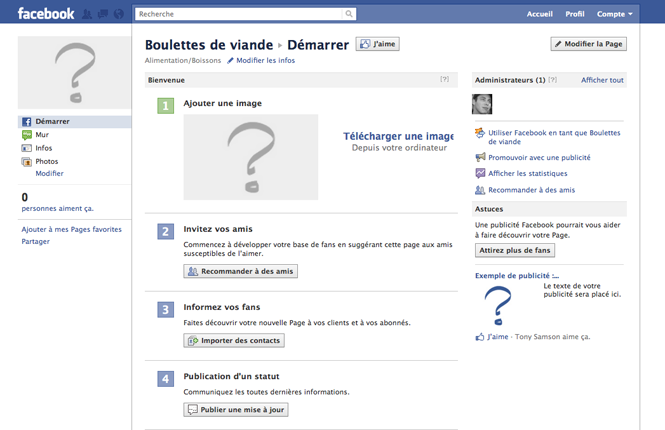 facebook
Recherche
Accueil Profil Compte
Boulettes de viande ▸ Démarrer J'aime
Modifier la Page
Alimentation/Boissons Modifier les infos
Démarrer
Mur
Infos
Photos
Modifier
0
personnes aiment ça.
Ajouter à mes Pages favorites
Partager
Bienvenue [?]
1 Ajouter une image
Télécharger une image
Depuis votre ordinateur
2 Invitez vos amis
Commencez à développer votre base de fans en suggérant cette page aux amis
susceptibles de l'aimer.
Recommander à des amis
3 Informez vos fans
Faites découvrir votre nouvelle Page à vos clients et à vos abonnés.
Importer des contacts
4 Publication d'un statut
Communiquez les toutes dernières informations.
Publier une mise à jour
Administrateurs (1) [?] Afficher tout
Utiliser Facebook en tant que Boulettes
de viande
Promouvoir avec une publicité
Afficher les statistiques
Recommander à des amis
Astuces
Une publicité Facebook pourrait vous aider
à faire découvrir votre Page.
Attirez plus de fans
Exemple de publicité :...
Le texte de votre
publicité sera placé ici.
J'aime · Tony Samson aime ça.